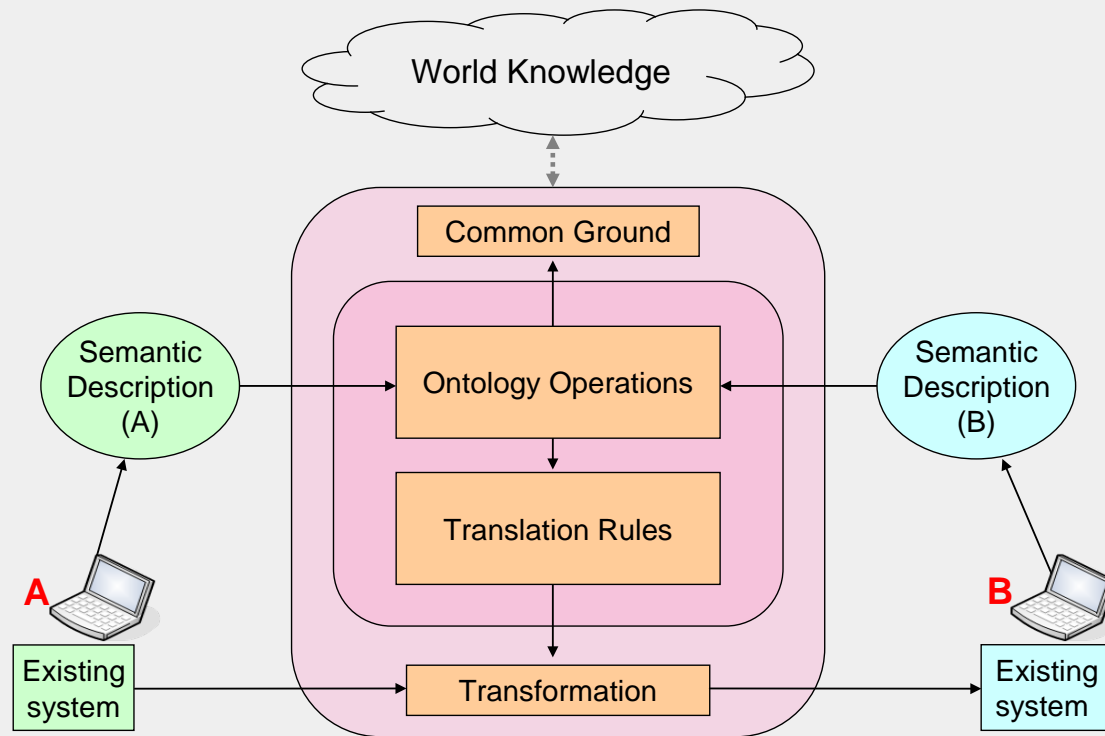 World Knowledge
Common Ground
Semantic
Description
(A)
Ontology Operations
Semantic
Description
(B)
Translation Rules
A
B
Existing
system
Transformation
Existing
system